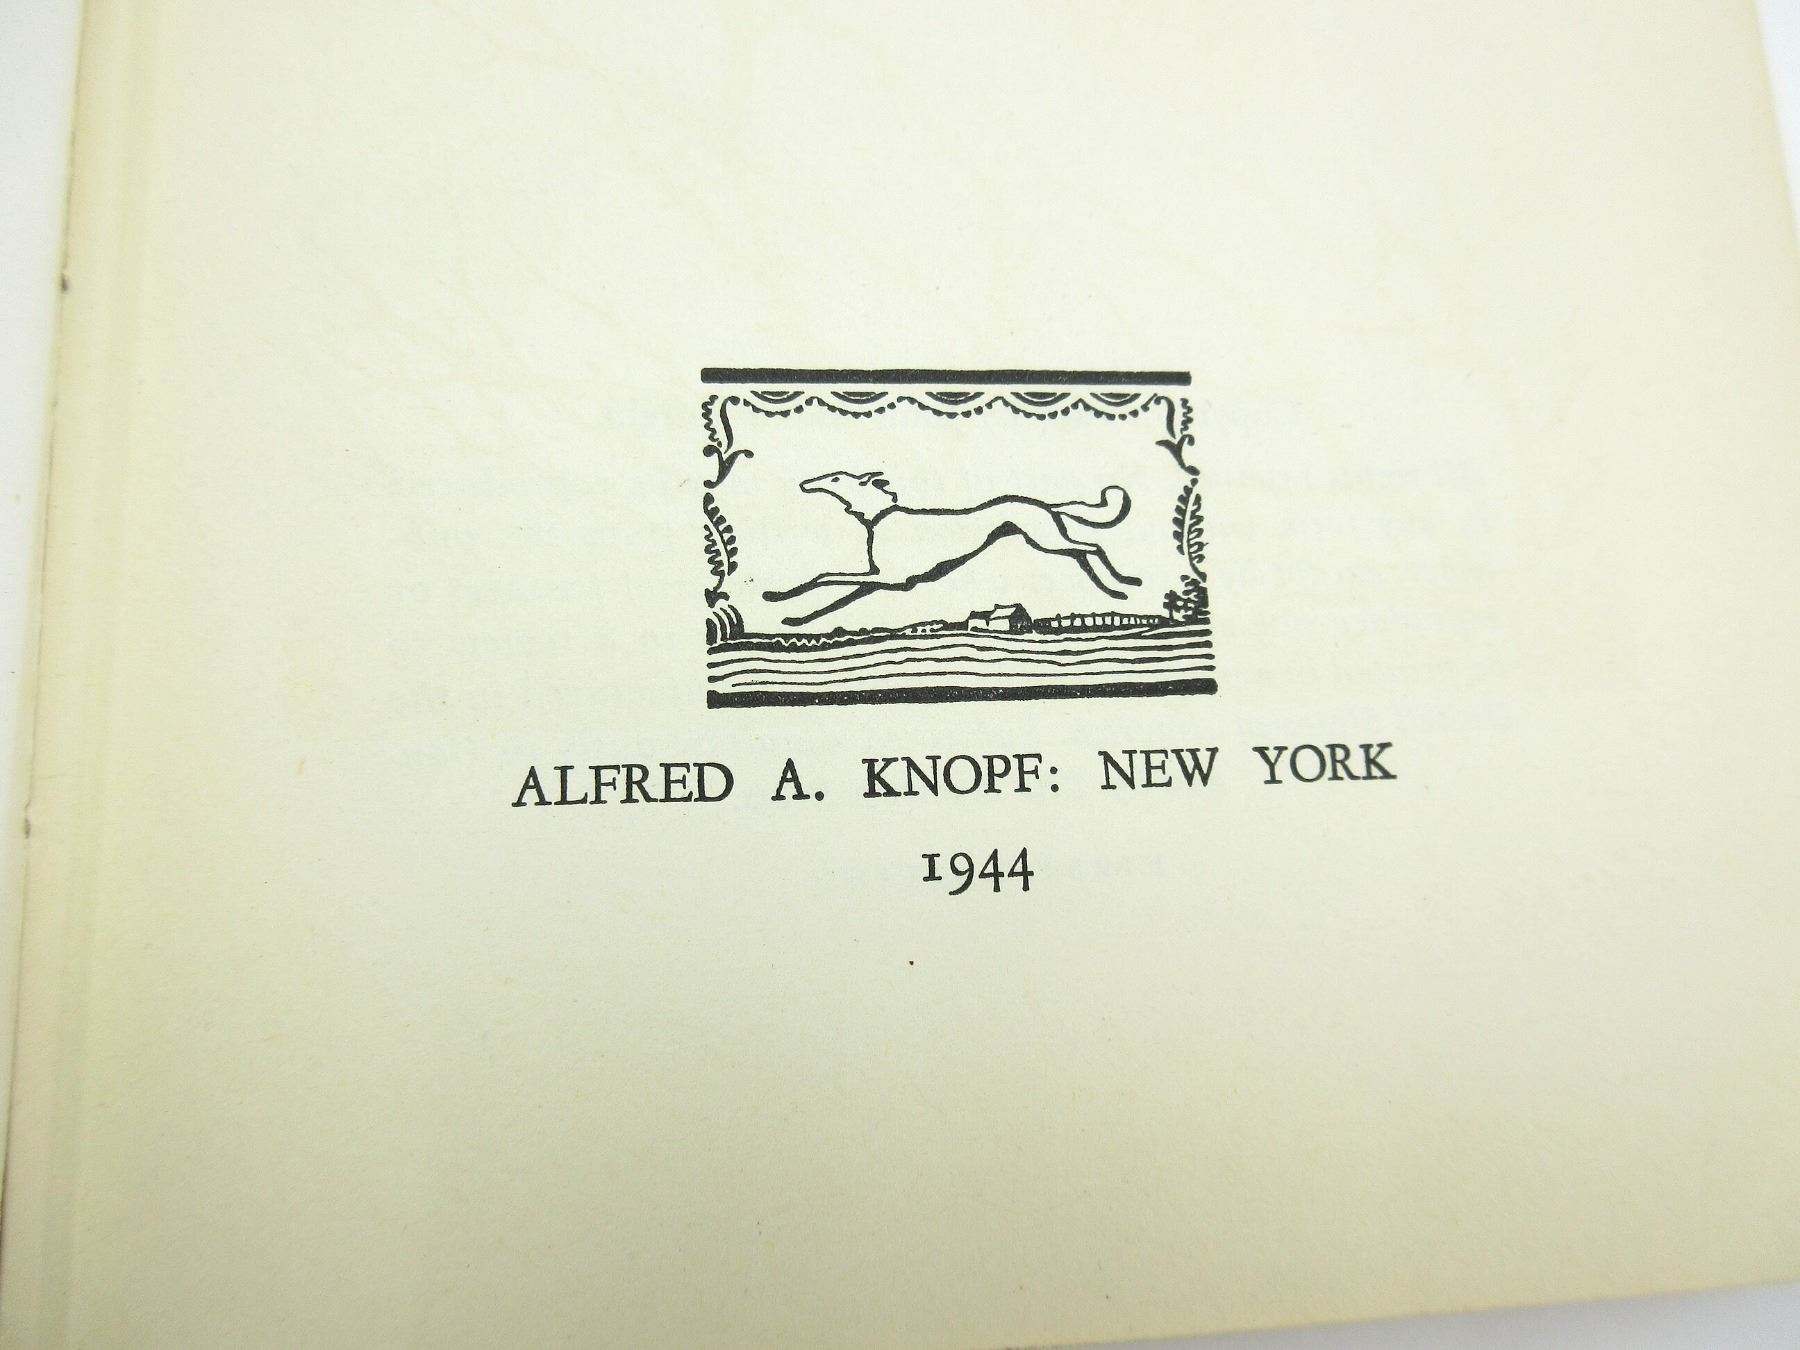 ALFRED A. KNOPF: NEW YORK
1944